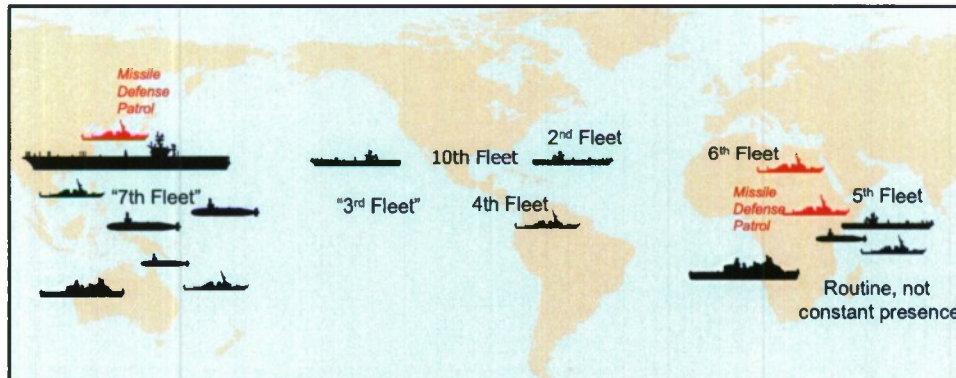 Missile
Defense
Patrol
2nd Fleet
10th Fleet
6th Fleet
"7th Fleet"
"3rd Fleet"
4th Fleet
Missile
Defense
Patrol
5th Fleet
Routine, not
constant presence